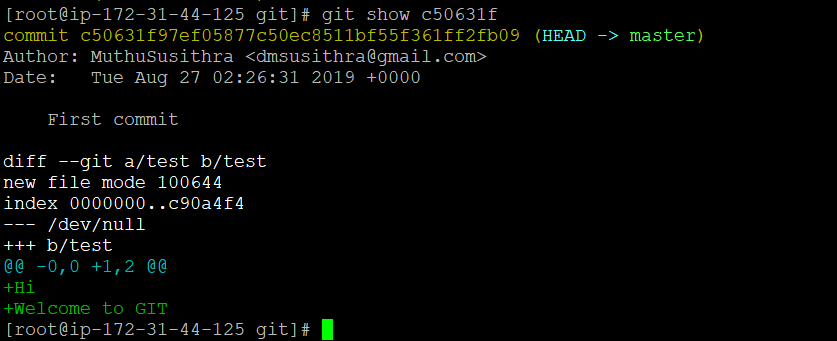 [root@ip-172-31-44-125 git]# git show c50631f
commit c50631f97ef05877c50ec8511bf55f361ff2fb09 (HEAD -> master)
Author: MuthuSusithra <dmsusithra@gmail.com>
Date:   Tue Aug 27 02:26:31 2019 +0000

    First commit

diff --git a/test b/test
new file mode 100644
index 0000000..c90a4f4
--- /dev/null
+++ b/test
@@ -0,0 +1,2 @@
+Hi
+Welcome to GIT
[root@ip-172-31-44-125 git]#